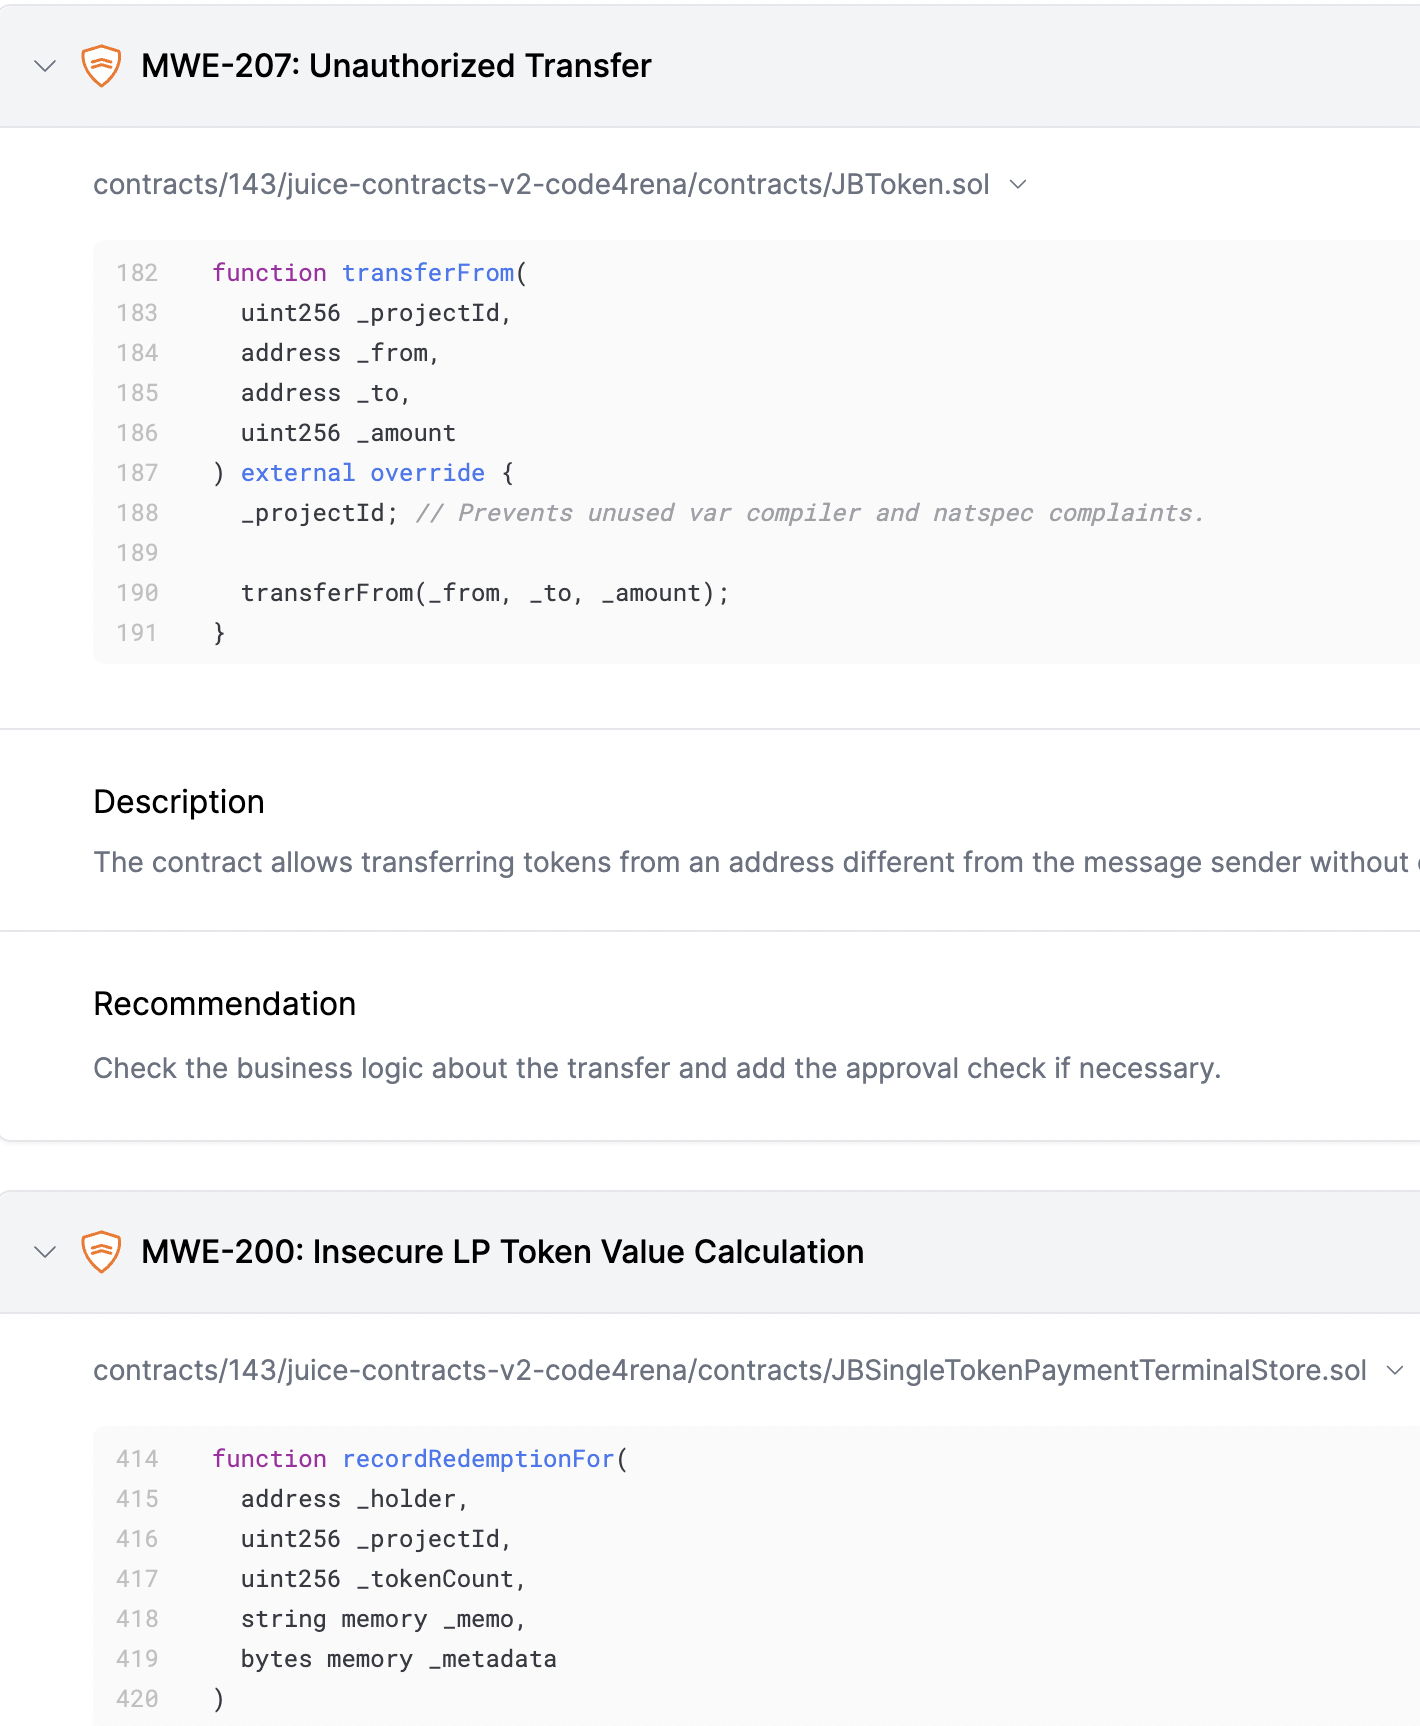 MWE-207: Unauthorized Transfer
contracts/143/juice-contracts-v2-code4rena/contracts/JBToken.sol
182 function transferFrom(
183 uint256 _projectId,
184 address _from,
185 address _to,
186 uint256 _amount
187 ) external override {
188 _projectId; // Prevents unused var compiler and natspec complaints.
189
190 transferFrom(_from, _to, _amount);
191 }
Description
The contract allows transferring tokens from an address different from the message sender without
Recommendation
Check the business logic about the transfer and add the approval check if necessary.
MWE-200: Insecure LP Token Value Calculation
contracts/143/juice-contracts-v2-code4rena/contracts/JBSingleTokenPaymentTerminalStore.sol
414 function recordRedemptionFor(
415 address _holder,
416 uint256 _projectId,
417 uint256 _tokenCount,
418 string memory _memo,
419 bytes memory _metadata
420 )